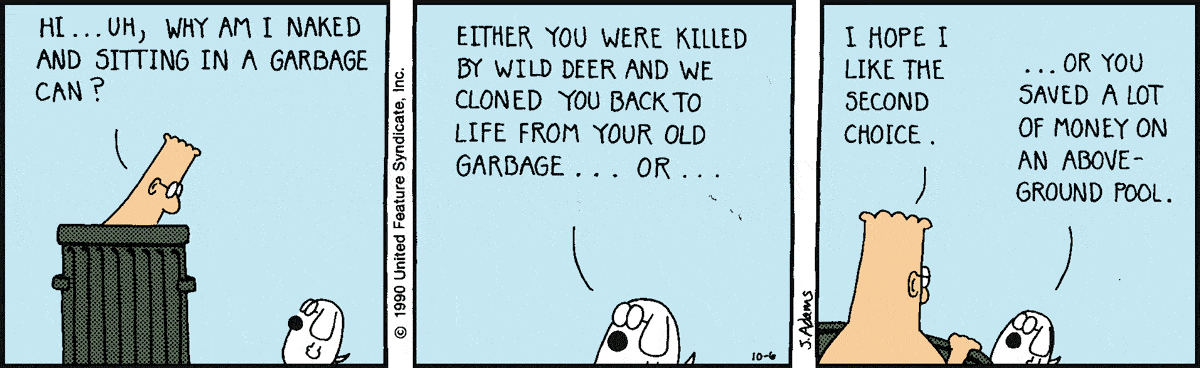 HI...UH, WHY AM I NAKED
AND SITTING IN A GARBAGE
CAN?
© 1990 United Feature Syndicate, Inc.
EITHER YOU WERE KILLED
BY WILD DEER AND WE
CLONED YOU BACK TO
LIFE FROM YOUR OLD
GARBAGE... OR...
10-6
S. Adams
I HOPE I
LIKE THE
SECOND
CHOICE.
...OR YOU
SAVED A LOT
OF MONEY ON
AN ABOVE-
GROUND POOL.